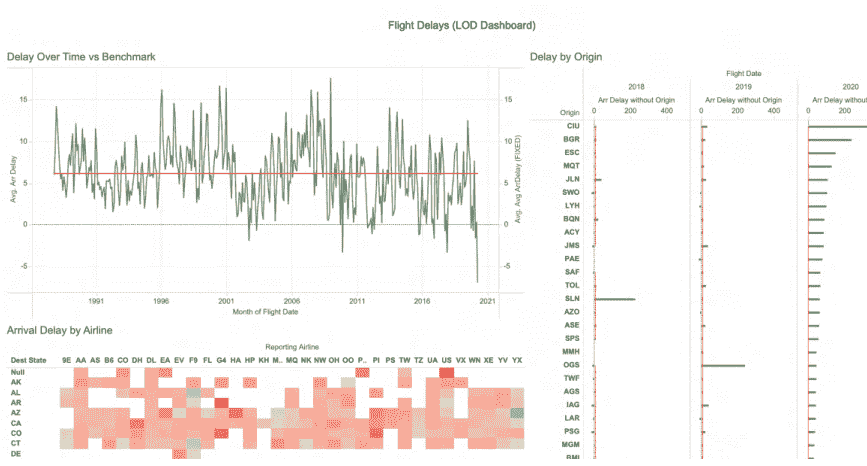 Flight Delays (LOD Dashboard)
Delay Over Time vs Benchmark
15
10
5
0
-5
Avg. Arr Delay
15
10
5
0
-5
Avg. Avg ArrDelay (FIXED)
1991 1996 2001 2006 2011 2016 2021
Month of Flight Date
Arrival Delay by Airline
Reporting Airline
Dest State 9E AA AS B6 CO DH DL EA EV F9 FL G4 HA HP KH M.. MQ NK NW OH OO P.. PI PS TW TZ UA US VX WN XE YV YX
Null
AK
AL
AR
AZ
CA
CO
CT
DE
Delay by Origin
Flight Date
2018 2019 2020
Arr Delay without Origin Arr Delay without Origin Arr Delay without
Origin 0 200 400 0 200 400 0 200
CIU
BGR
ESC
MQT
JLN
SWO
LYH
BQN
ACY
JMS
PAE
SAF
TOL
SLN
AZO
ASE
SPS
MMH
OGS
TWF
AGS
IAG
LAR
PSG
MGM
BMI